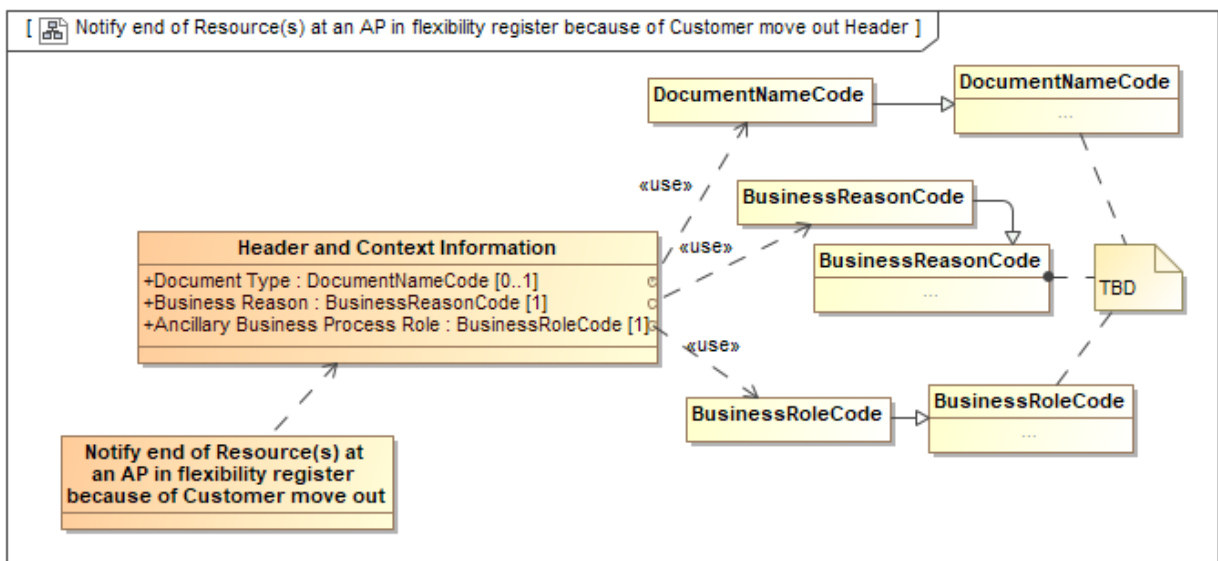 [ Notify end of Resource(s) at an AP in flexibility register because of Customer move out Header ]
DocumentNameCode
DocumentNameCode
...
«use»
BusinessReasonCode
«use»
Header and Context Information
+Document Type : DocumentNameCode [0..1]
+Business Reason : BusinessReasonCode [1]
+Ancillary Business Process Role : BusinessRoleCode [1]
BusinessReasonCode
...
TBD
«use»
BusinessRoleCode
BusinessRoleCode
...
Notify end of Resource(s) at
an AP in flexibility register
because of Customer move out